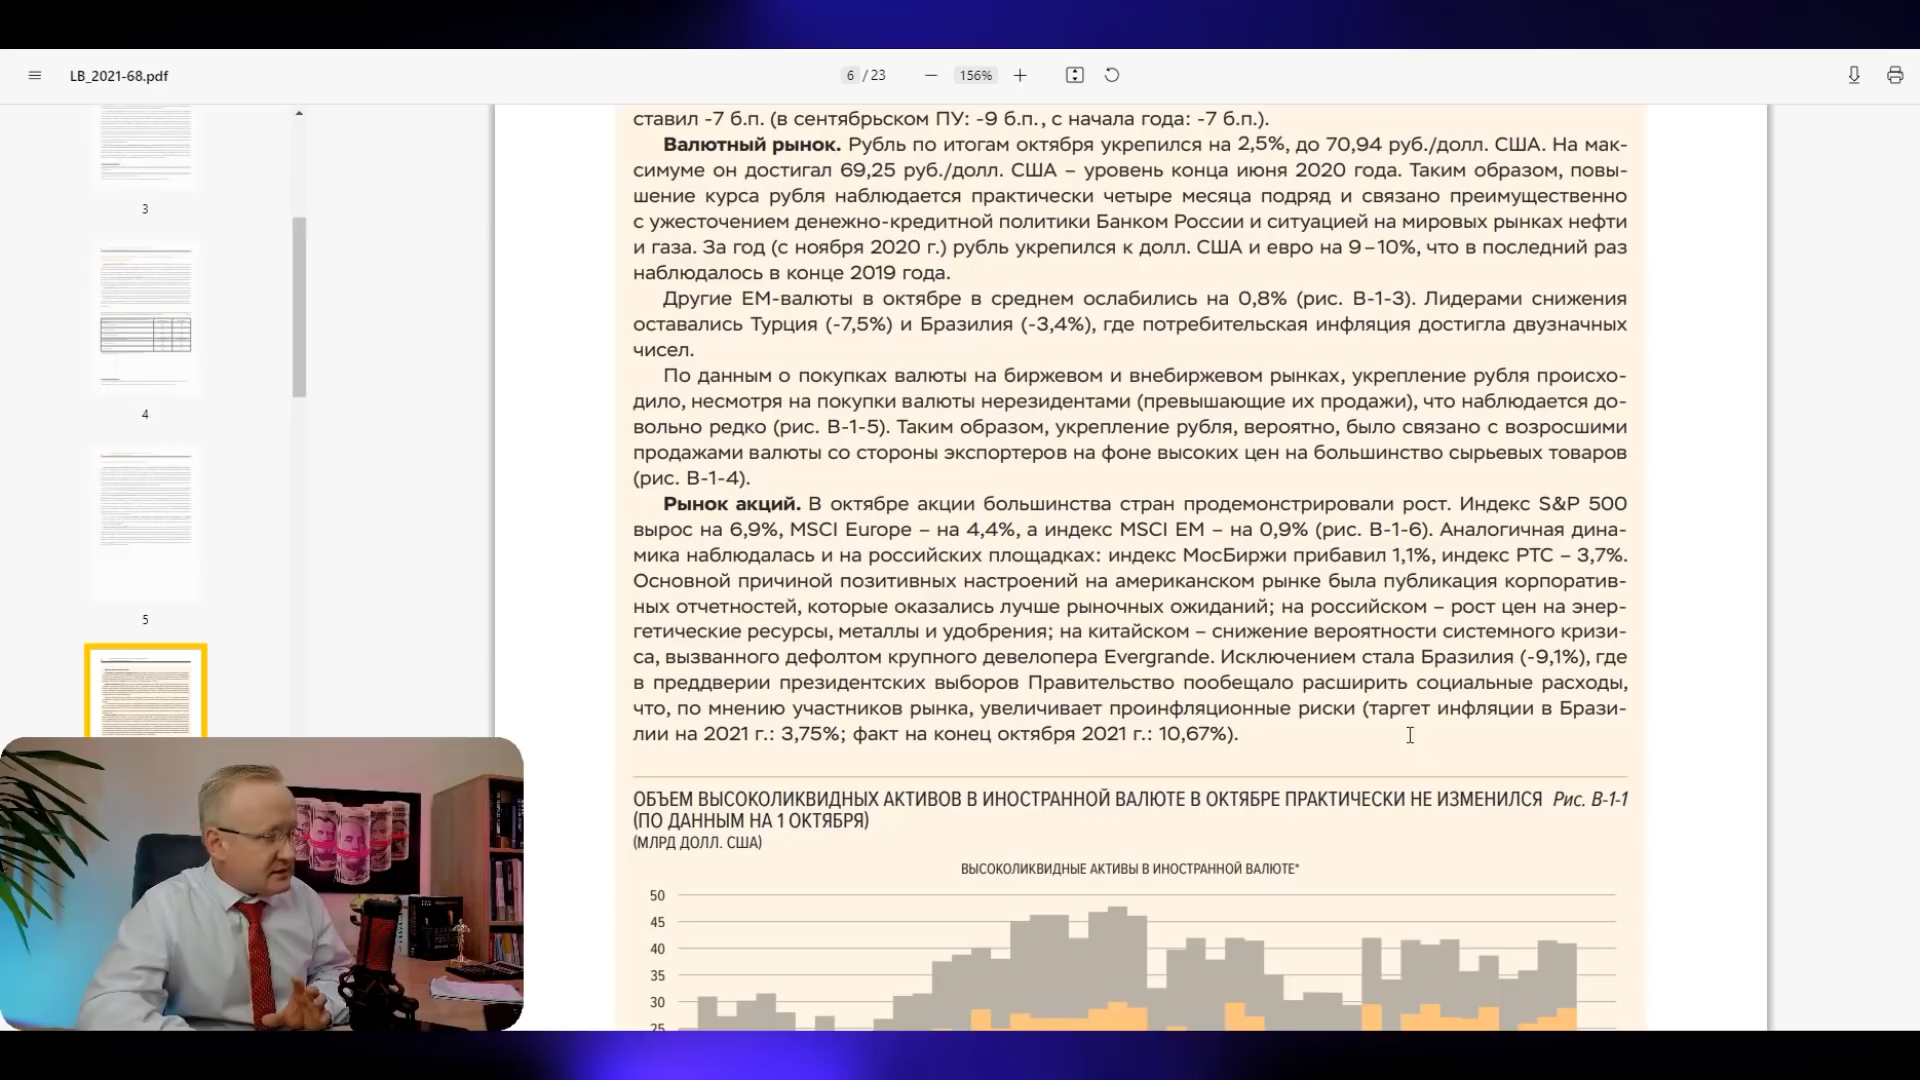 LB_2021-68.pdf
6 / 23
156%
3
4
5
ставил -7 б.п. (в сентябрьском ПУ: -9 б.п., с начала года: -7 б.п.).
Валютный рынок. Рубль по итогам октября укрепился на 2,5%, до 70,94 руб./долл. США. На мак-
симуме он достигал 69,25 руб./долл. США – уровень конца июня 2020 года. Таким образом, повы-
шение курса рубля наблюдается практически четыре месяца подряд и связано преимущественно
с ужесточением денежно-кредитной политики Банком России и ситуацией на мировых рынках нефти
и газа. За год (с ноября 2020 г.) рубль укрепился к долл. США и евро на 9–10%, что в последний раз
наблюдалось в конце 2019 года.
Другие ЕМ-валюты в октябре в среднем ослабились на 0,8% (рис. В-1-3). Лидерами снижения
оставались Турция (-7,5%) и Бразилия (-3,4%), где потребительская инфляция достигла двузначных
чисел.
По данным о покупках валюты на биржевом и внебиржевом рынках, укрепление рубля происхо-
дило, несмотря на покупки валюты нерезидентами (превышающие их продажи), что наблюдается до-
вольно редко (рис. В-1-5). Таким образом, укрепление рубля, вероятно, было связано с возросшими
продажами валюты со стороны экспортеров на фоне высоких цен на большинство сырьевых товаров
(рис. В-1-4).
Рынок акций. В октябре акции большинства стран продемонстрировали рост. Индекс S&P 500
вырос на 6,9%, MSCI Europe – на 4,4%, а индекс MSCI EM – на 0,9% (рис. В-1-6). Аналогичная дина-
мика наблюдалась и на российских площадках: индекс МосБиржи прибавил 1,1%, индекс РТС – 3,7%.
Основной причиной позитивных настроений на американском рынке была публикация корпоратив-
ных отчетностей, которые оказались лучше рыночных ожиданий; на российском – рост цен на энер-
гетические ресурсы, металлы и удобрения; на китайском – снижение вероятности системного кризи-
са, вызванного дефолтом крупного девелопера Evergrande. Исключением стала Бразилия (-9,1%), где
в преддверии президентских выборов Правительство пообещало расширить социальные расходы,
что, по мнению участников рынка, увеличивает проинфляционные риски (таргет инфляции в Брази-
лии на 2021 г.: 3,75%; факт на конец октября 2021 г.: 10,67%).
ОБЪЕМ ВЫСОКОЛИКВИДНЫХ АКТИВОВ В ИНОСТРАННОЙ ВАЛЮТЕ В ОКТЯБРЕ ПРАКТИЧЕСКИ НЕ ИЗМЕНИЛСЯ Рис. В-1-1
(ПО ДАННЫМ НА 1 ОКТЯБРЯ)
(МЛРД ДОЛЛ. США)
ВЫСОКОЛИКВИДНЫЕ АКТИВЫ В ИНОСТРАННОЙ ВАЛЮТЕ*
50
45
40
35
30
25